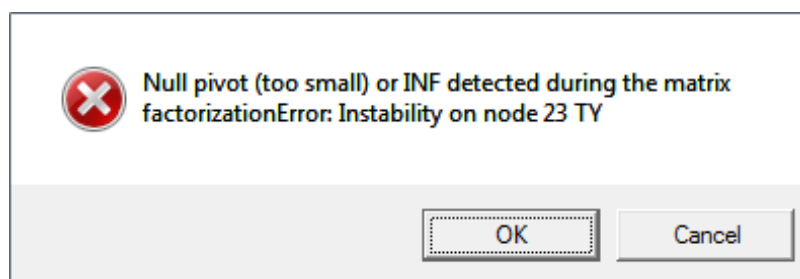 Null pivot (too small) or INF detected during the matrix
factorizationError: Instability on node 23 TY
OK
Cancel